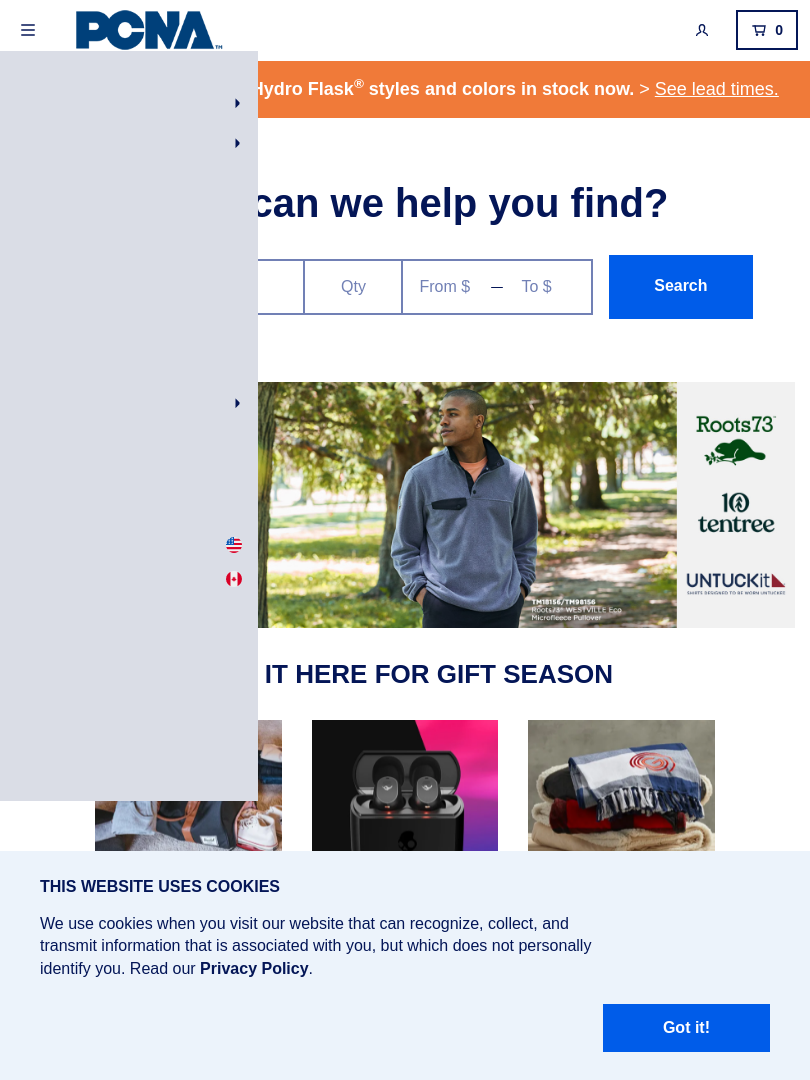 PCNA™
0
Hydro Flask® styles and colors in stock now. > See lead times.
can we help you find?
Qty
From $
—
To $
Search
Roots73™
10
tentree
UNTUCKit
SHIRTS DESIGNED TO BE WORN UNTUCKED
TM18156/TM98156
Roots73® WESTVILLE Eco
Microfleece Pullover
IT HERE FOR GIFT SEASON
THIS WEBSITE USES COOKIES
We use cookies when you visit our website that can recognize, collect, and
transmit information that is associated with you, but which does not personally
identify you. Read our Privacy Policy.
Got it!